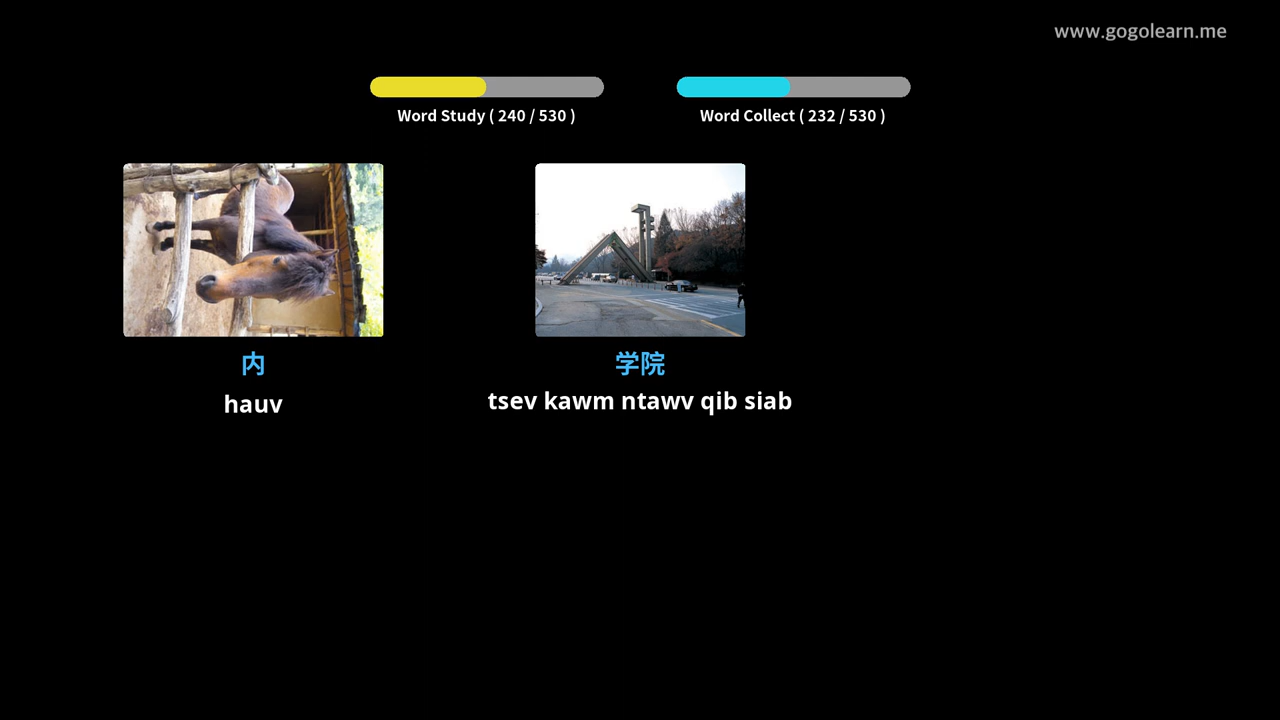 www.gogolearn.me
Word Study ( 240 / 530 )
Word Collect ( 232 / 530 )
内
hauv
学院
tsev kawm ntawv qib siab